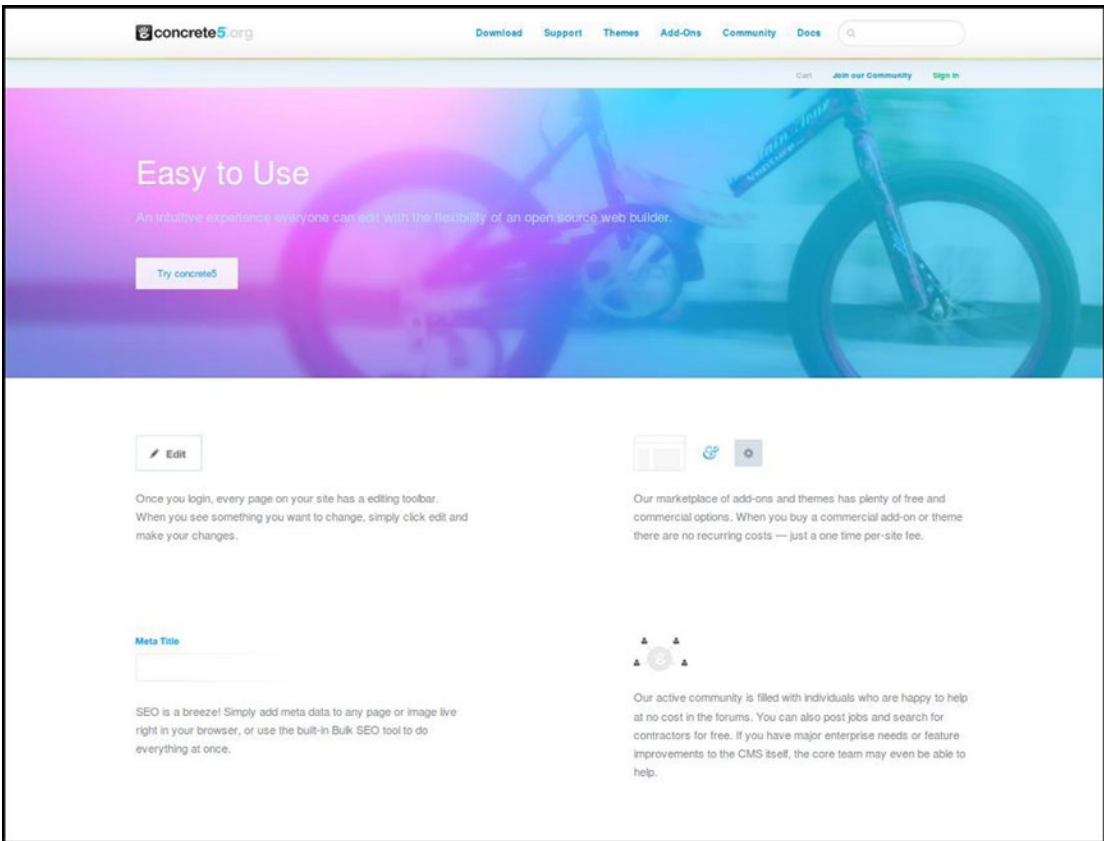 concrete5.org
Download Support Themes Add-Ons Community Docs
Cart Join our Community Sign In
Easy to Use
An intuitive experience everyone can edit with the flexibility of an open source web builder.
Try concrete5
Edit
Once you login, every page on your site has a editing toolbar.
When you see something you want to change, simply click edit and
make your changes.
&
Our marketplace of add-ons and themes has plenty of free and
commercial options. When you buy a commercial add-on or theme
there are no recurring costs — just a one time per-site fee.
Meta Title
SEO is a breeze! Simply add meta data to any page or image live
right in your browser, or use the built-in Bulk SEO tool to do
everything at once.
Our active community is filled with individuals who are happy to help
at no cost in the forums. You can also post jobs and search for
contractors for free. If you have major enterprise needs or feature
improvements to the CMS itself, the core team may even be able to
help.